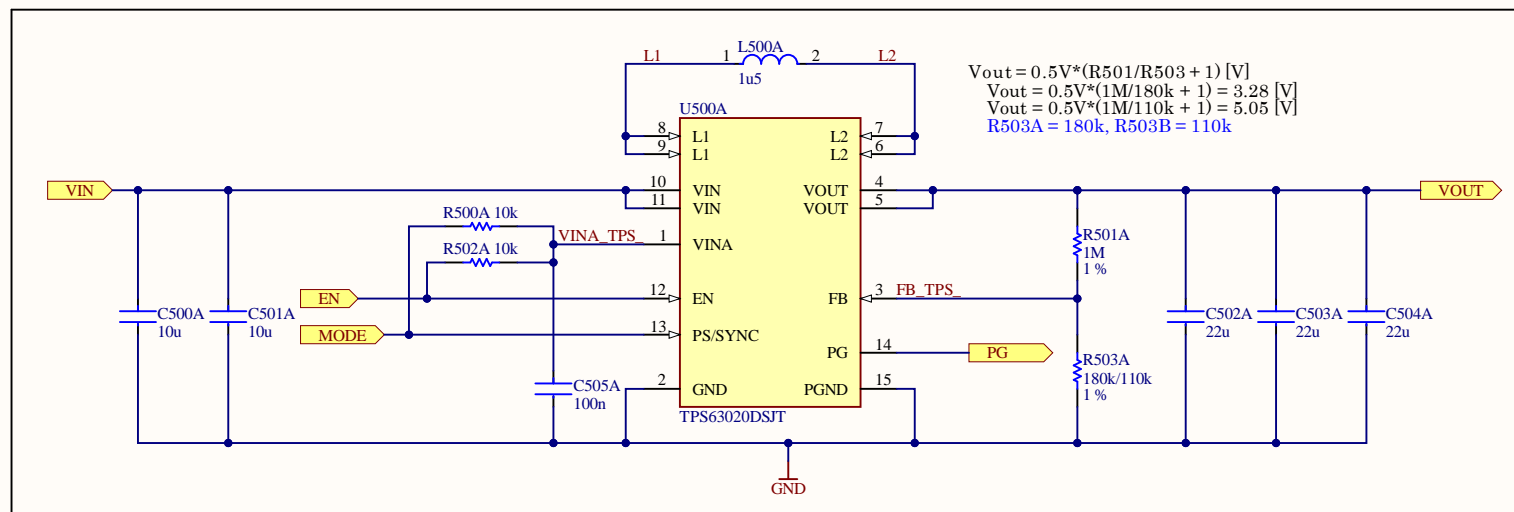 L1
1
L500A
2
L2
1u5
Vout = 0.5V*(R501/R503 + 1) [V]
Vout = 0.5V*(1M/180k + 1) = 3.28 [V]
Vout = 0.5V*(1M/110k + 1) = 5.05 [V]
R503A = 180k, R503B = 110k
U500A
8
L1
L2
7
9
L1
L2
6
VIN
10
VIN
VOUT
4
VOUT
11
VIN
VOUT
5
R500A 10k
VINA_TPS_
1
VINA
R501A
1M
1 %
R502A 10k
EN
12
EN
FB
3
FB_TPS_
C500A
10u
C501A
10u
MODE
13
PS/SYNC
C502A
22u
C503A
22u
C504A
22u
PG
14
PG
R503A
180k/110k
1 %
C505A
100n
2
GND
PGND
15
TPS63020DSJT
GND